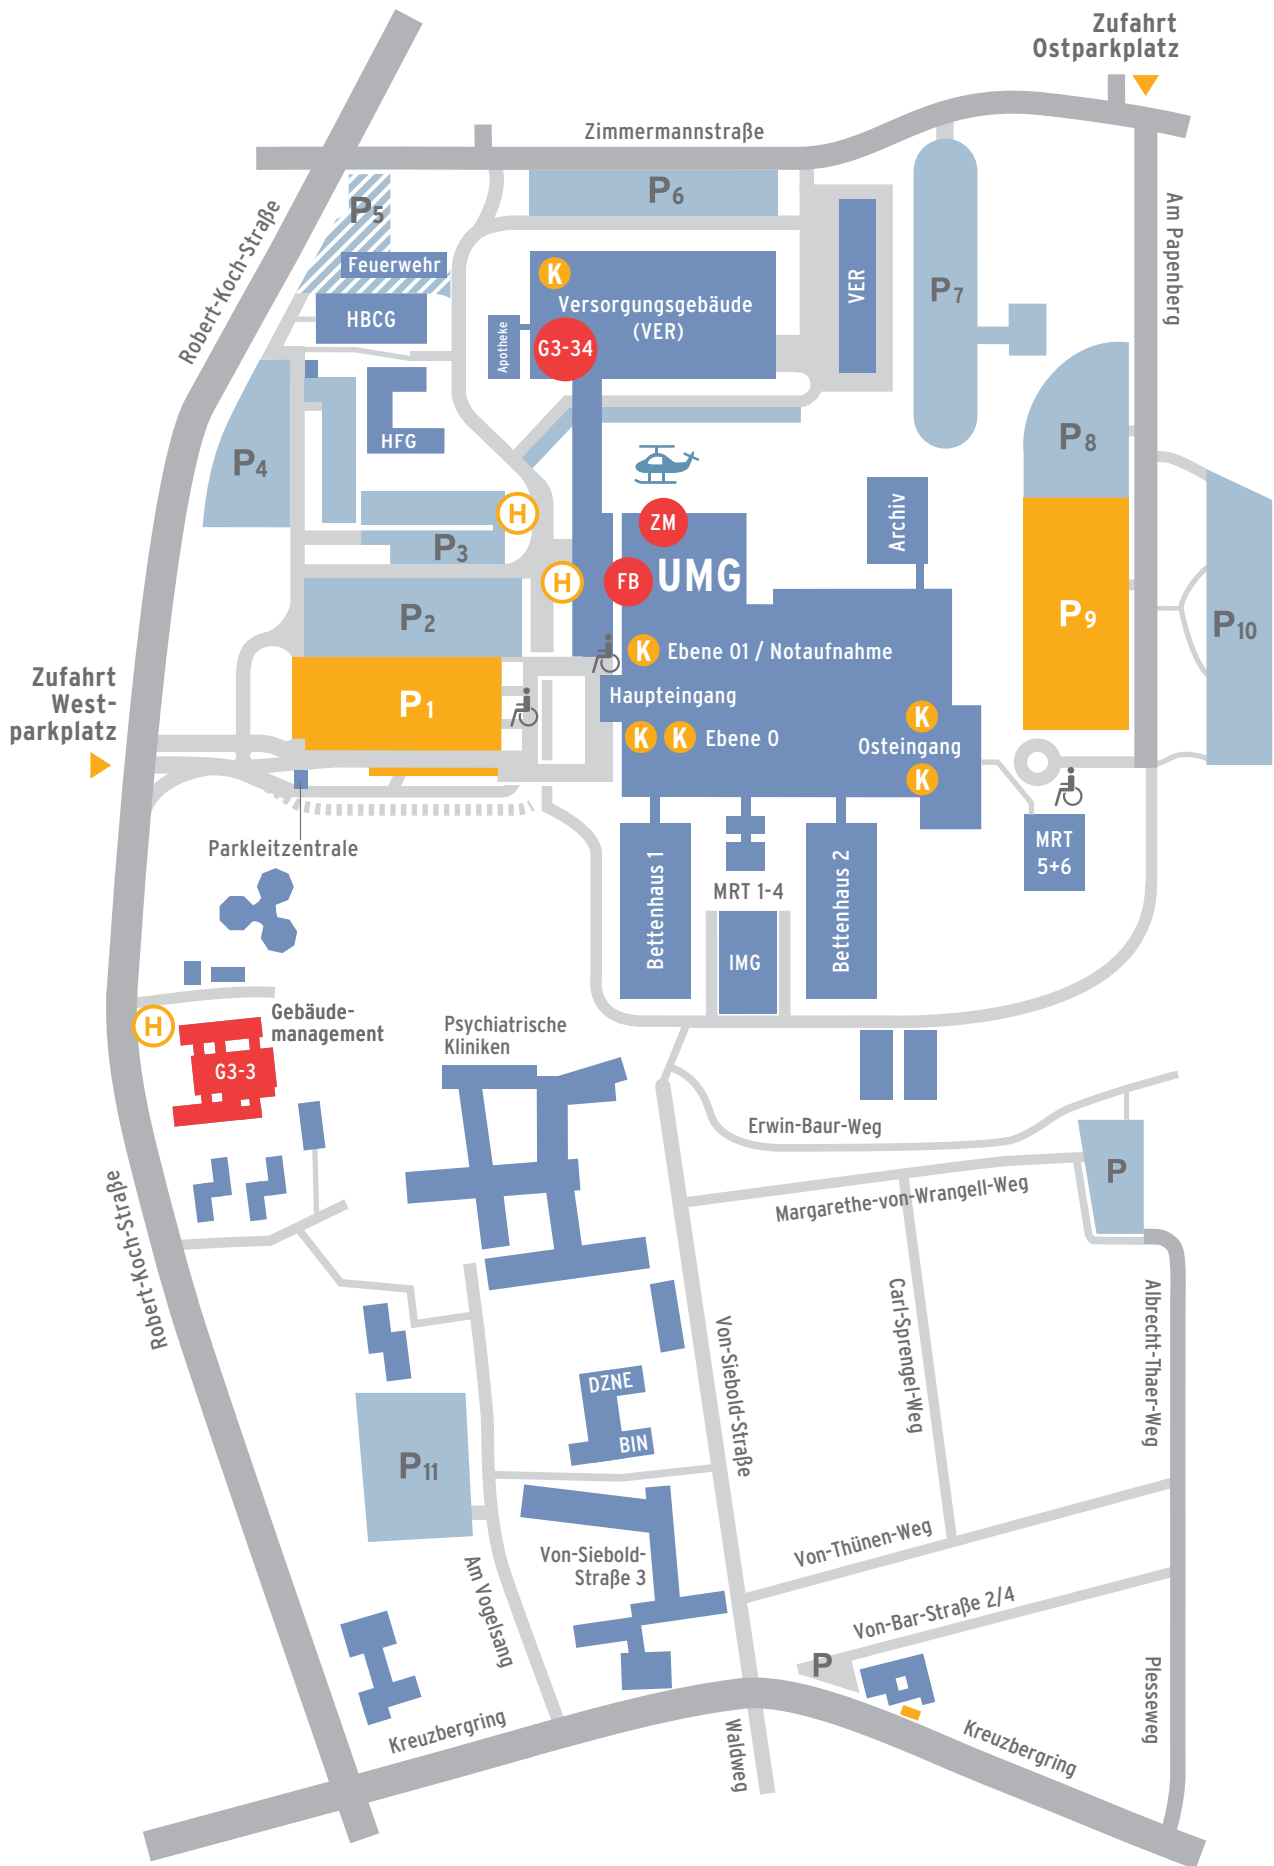 Zufahrt
Ostparkplatz
Zimmermannstraße
P6
P5
Robert-Koch-Straße
Am Papenberg
Feuerwehr
K
VER
P7
HBCG
Versorgungsgebäude
(VER)
Apotheke
G3-34
HFG
P8
P4
ZM
H
Archiv
P3
H
FB
UMG
P2
P9
P10
K
Ebene 01 / Notaufnahme
Zufahrt
West-
parkplatz
P1
Haupteingang
K
K
Ebene 0
K
Osteingang
K
Parkleitzentrale
MRT
5+6
Bettenhaus 1
MRT 1-4
Bettenhaus 2
IMG
H
Gebäude-
management
G3-3
Psychiatrische
Kliniken
Erwin-Baur-Weg
P
Margarethe-von-Wrangell-Weg
Robert-Koch-Straße
Carl-Sprengel-Weg
Albrecht-Thaer-Weg
Von-Siebold-Straße
DZNE
BIN
P11
Von-Thünen-Weg
Von-Siebold-
Straße 3
Am Vogelsang
Von-Bar-Straße 2/4
P
Plesseweg
Kreuzbergring
Waldweg
Kreuzbergring